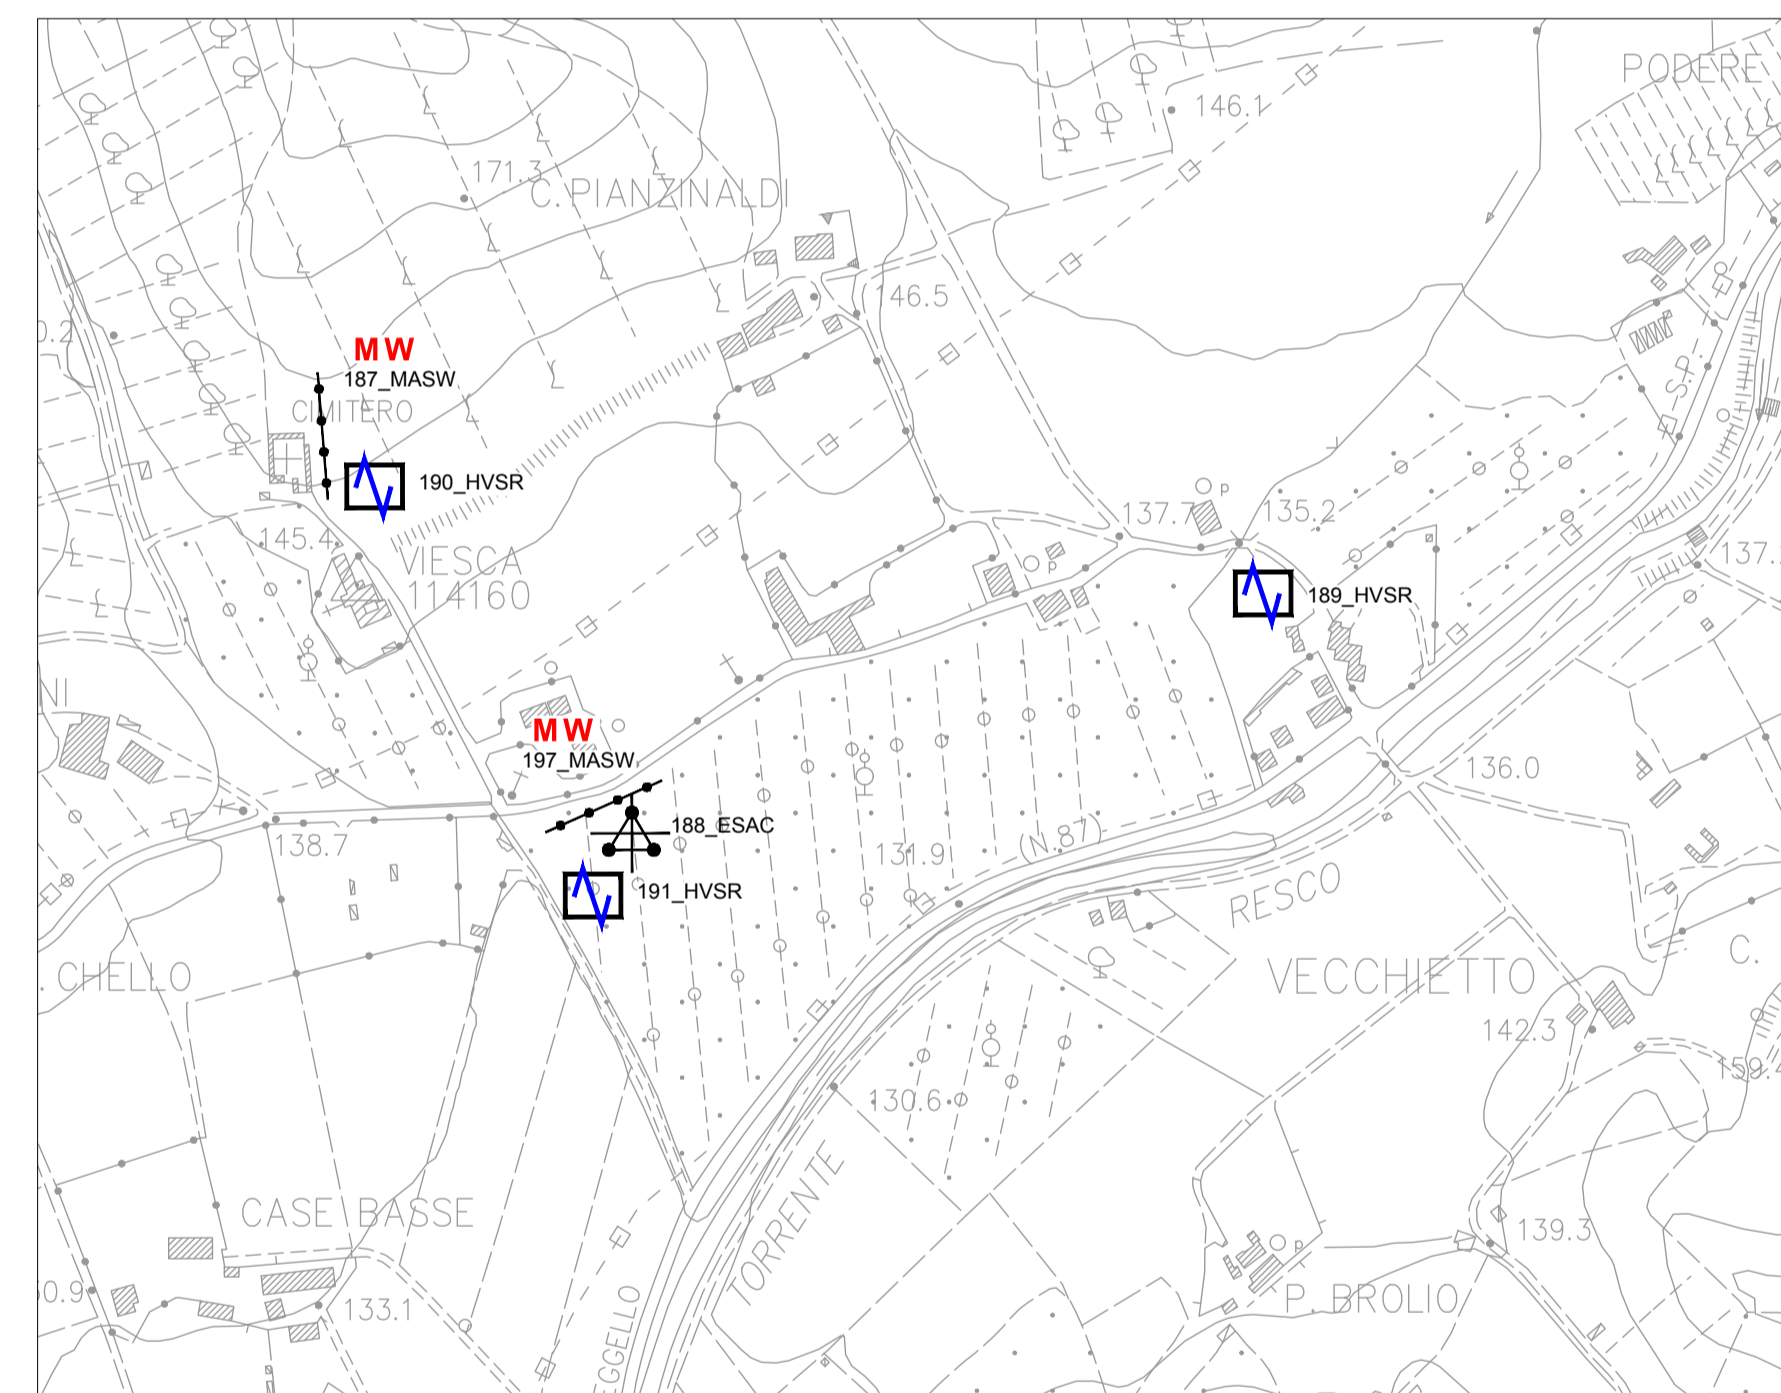 PODERE
146.1
171.3
C. PIANZINALDI
146.5
MW
187_MASW
CIMITERO
S.P.
190_HVSR
p
137.7
135.2
145.4
VIESCA
114160
p
189_HVSR
MW
197_MASW
136.0
188_ESAC
138.7
131.9
(N.87)
191_HVSR
RESCO
C.
CHELLO
VECCHIETTO
142.3
130.6
TORRENTE
CASE BASSE
139.3
p
133.1
P. BROLIO